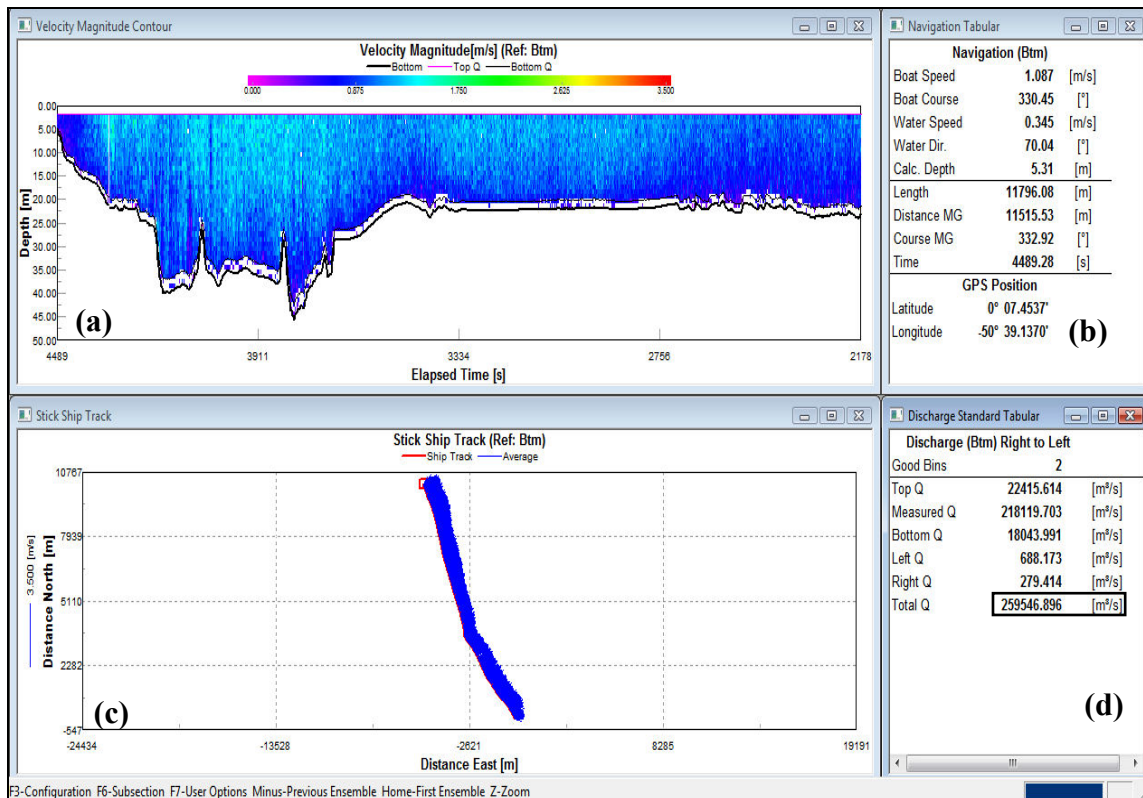 Velocity Magnitude Contour
Velocity Magnitude[m/s] (Ref: Btm)
Bottom Top Q Bottom Q
0.000 0.875 1.750 2.625 3.500
0.00
5.00
10.00
15.00
20.00
25.00
30.00
35.00
40.00
45.00
50.00
Depth [m]
(a)
4489 3911 3334 2756 2178
Elapsed Time [s]
Navigation Tabular
Navigation (Btm)
Boat Speed 1.087 [m/s]
Boat Course 330.45 [°]
Water Speed 0.345 [m/s]
Water Dir. 70.04 [°]
Calc. Depth 5.31 [m]
Length 11796.08 [m]
Distance MG 11515.53 [m]
Course MG 332.92 [°]
Time 4489.28 [s]
GPS Position
Latitude 0° 07.4537'
Longitude -50° 39.1370'
(b)
Stick Ship Track
Stick Ship Track (Ref: Btm)
Ship Track Average
10767
7939
5110
2282
-547
3.500 [m/s]
Distance North [m]
(c)
-24434 -13528 -2621 8285 19191
Distance East [m]
Discharge Standard Tabular
Discharge (Btm) Right to Left
Good Bins 2
Top Q 22415.614 [m³/s]
Measured Q 218119.703 [m³/s]
Bottom Q 18043.991 [m³/s]
Left Q 688.173 [m³/s]
Right Q 279.414 [m³/s]
Total Q 259546.896 [m³/s]
(d)
F3-Configuration F6-Subsection F7-User Options Minus-Previous Ensemble Home-First Ensemble Z-Zoom